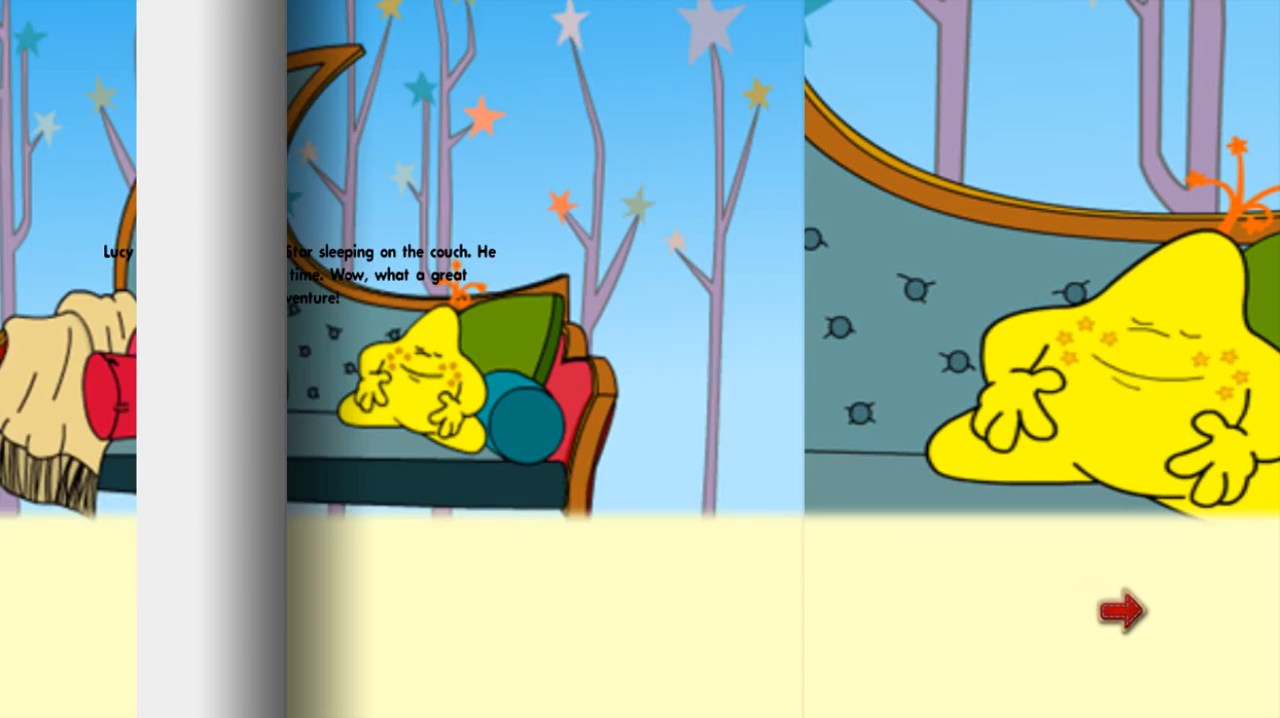 Lucy Star sleeping on the couch. He
time. Wow, what a great
venture!